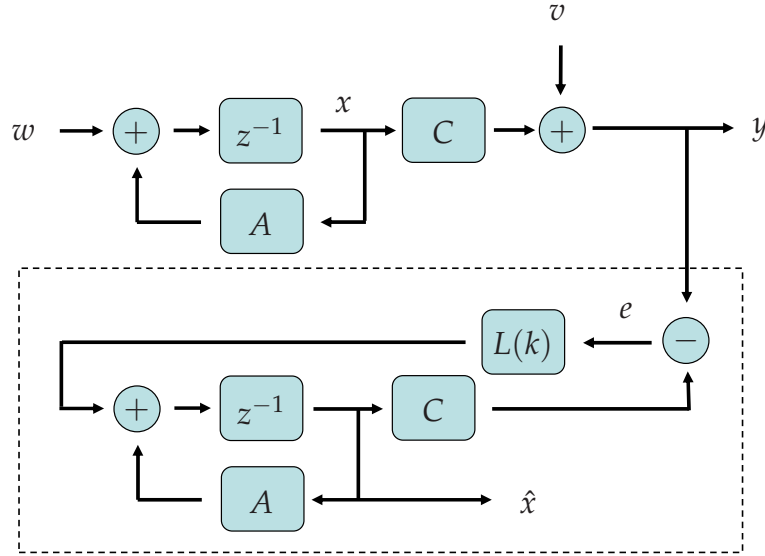 v
w + z⁻¹ x C + y
A
e
L(k) −
+ z⁻¹ C
A x̂